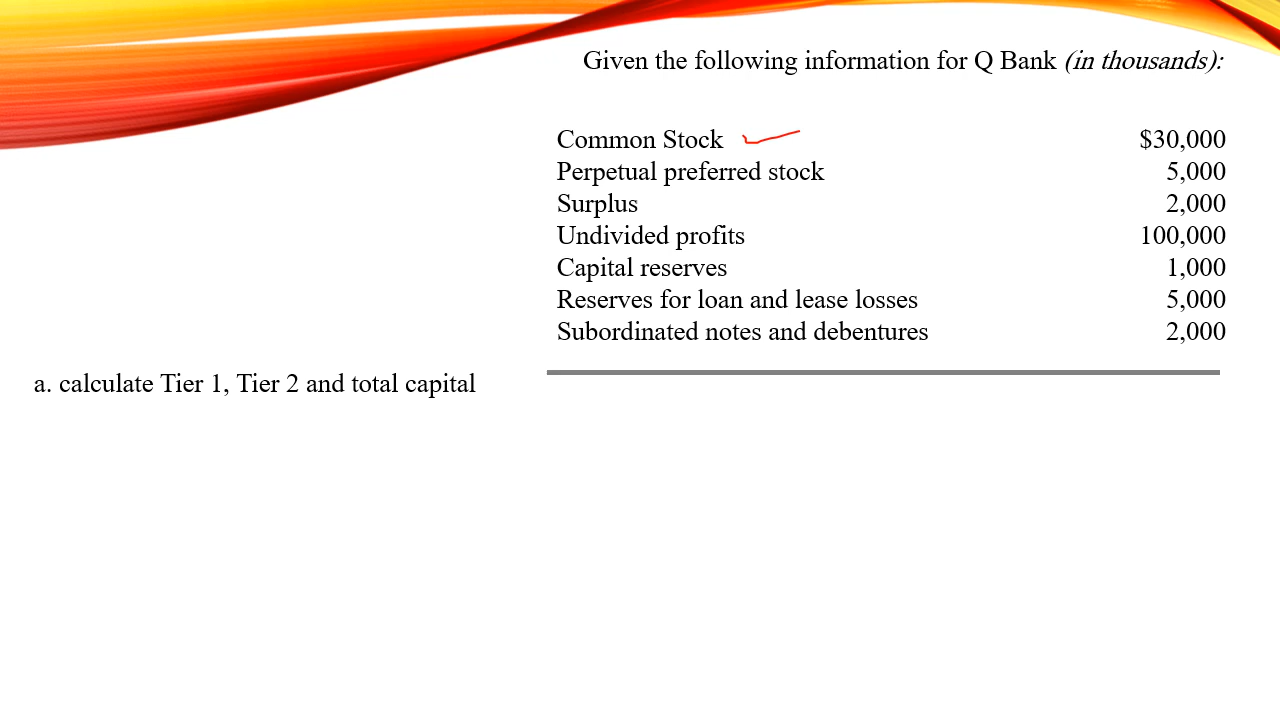 Given the following information for Q Bank (in thousands):
Common Stock $30,000
Perpetual preferred stock 5,000
Surplus 2,000
Undivided profits 100,000
Capital reserves 1,000
Reserves for loan and lease losses 5,000
Subordinated notes and debentures 2,000
a. calculate Tier 1, Tier 2 and total capital